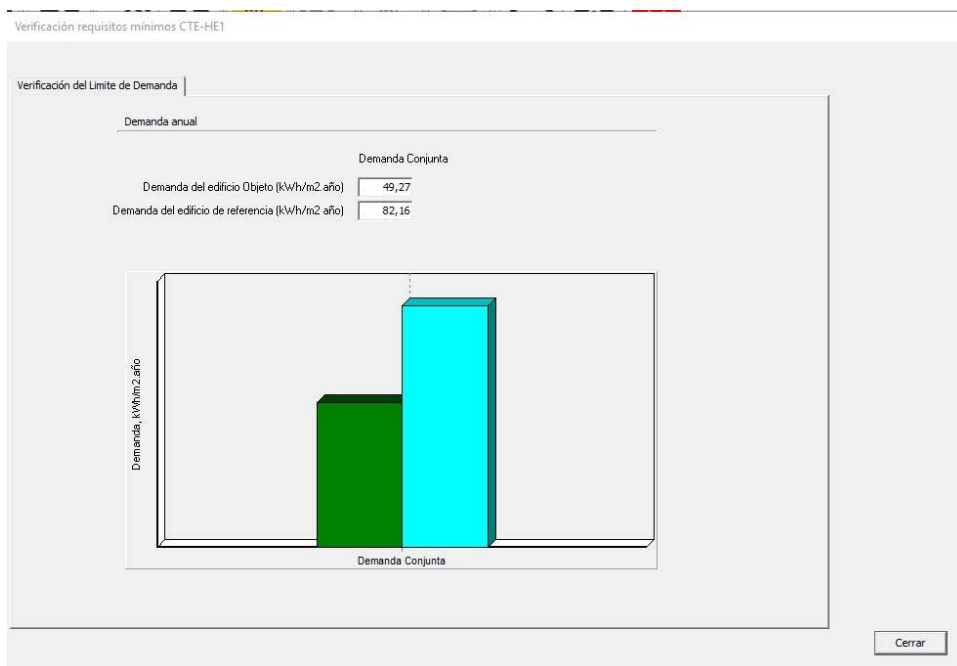 Verificación requisitos mínimos CTE-HE1
Verificación del Limite de Demanda
Demanda anual
Demanda Conjunta
Demanda del edificio Objeto (kWh/m2.año) 49,27
Demanda del edificio de referencia (kWh/m2 año) 82,16
Demanda, kWh/m2.año
Demanda Conjunta
Cerrar